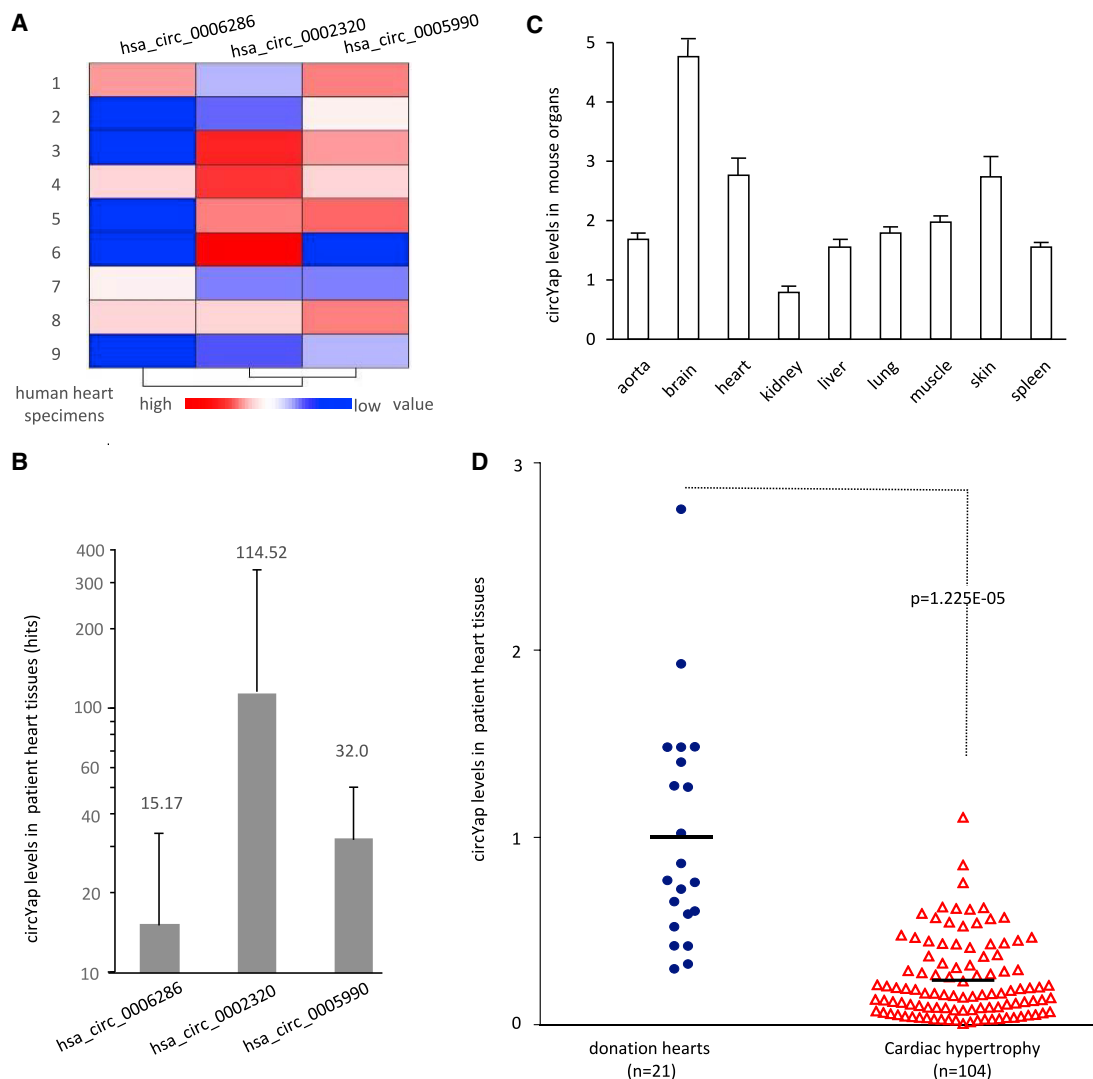 A
hsa_circ_0006286
hsa_circ_0002320
hsa_circ_0005990
1
2
3
4
5
6
7
8
9
human heart
specimens
high
low
value
B
circYap levels in patient heart tissues (hits)
400
300
200
100
60
40
20
10
15.17
114.52
32.0
hsa_circ_0006286
hsa_circ_0002320
hsa_circ_0005990
C
circYap levels in mouse organs
5
4
3
2
1
0
aorta
brain
heart
kidney
liver
lung
muscle
skin
spleen
D
circYap levels in patient heart tissues
3
2
1
0
p=1.225E-05
donation hearts
(n=21)
Cardiac hypertrophy
(n=104)